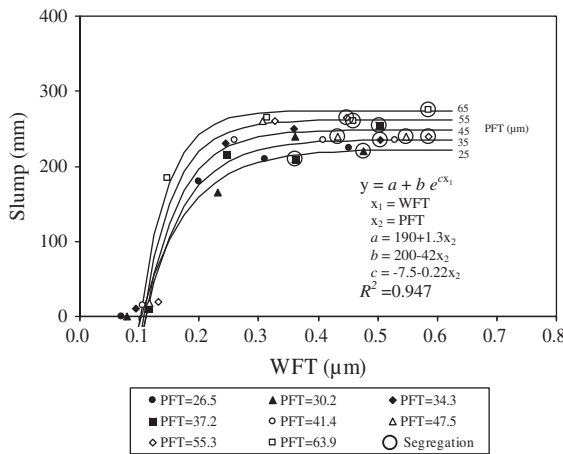 400
300
200
100
0
Slump (mm)
0.0 0.1 0.2 0.3 0.4 0.5 0.6 0.7 0.8
WFT (µm)
65
55
45
35
25
PFT (µm)
y = a + b e^{cx₁}
x₁ = WFT
x₂ = PFT
a = 190+1.3x₂
b = 200-42x₂
c = -7.5-0.22x₂
R² =0.947
PFT=26.5 PFT=30.2 PFT=34.3
PFT=37.2 PFT=41.4 PFT=47.5
PFT=55.3 PFT=63.9 Segregation